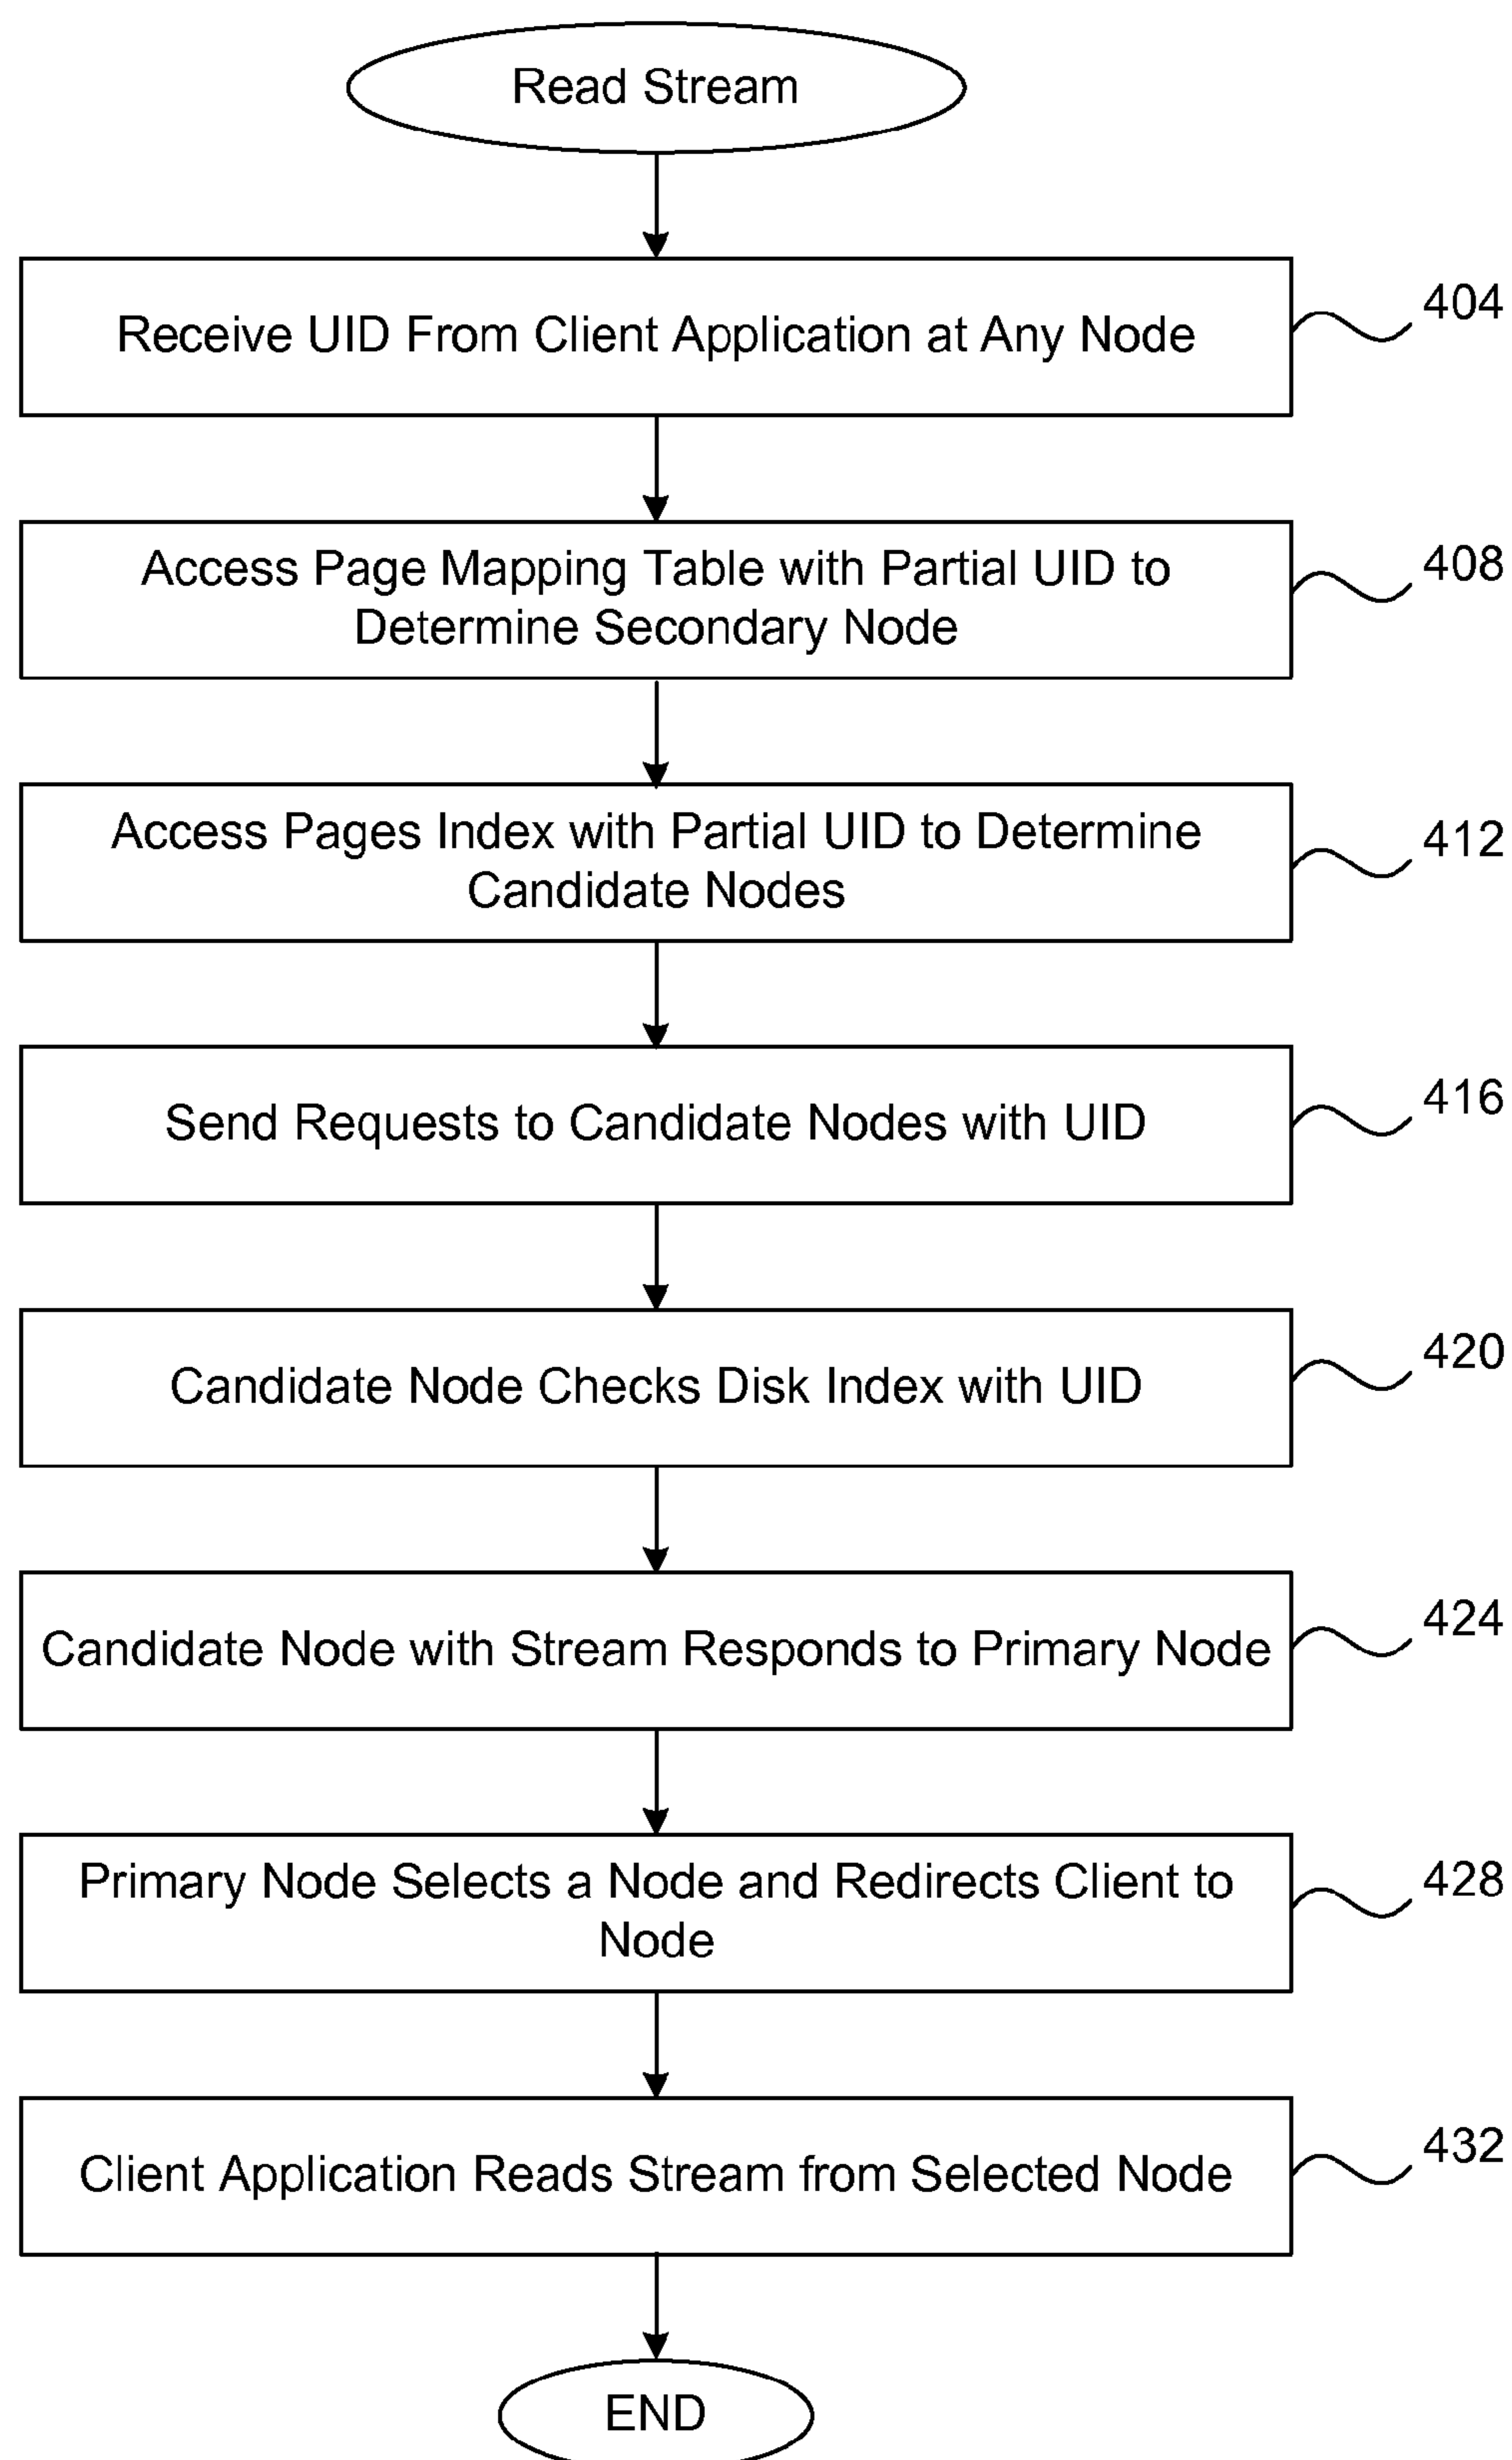 Read Stream
Receive UID From Client Application at Any Node
404
Access Page Mapping Table with Partial UID to
Determine Secondary Node
408
Access Pages Index with Partial UID to Determine
Candidate Nodes
412
Send Requests to Candidate Nodes with UID
416
Candidate Node Checks Disk Index with UID
420
Candidate Node with Stream Responds to Primary Node
424
Primary Node Selects a Node and Redirects Client to
Node
428
Client Application Reads Stream from Selected Node
432
END